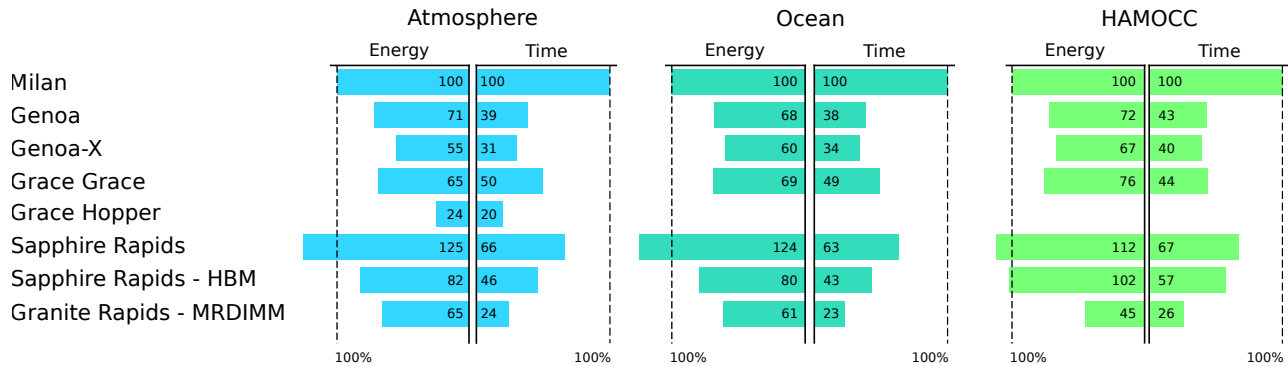 Atmosphere Ocean HAMOCC
Energy Time Energy Time Energy Time
Milan 100 100 100 100 100 100
Genoa 71 39 68 38 72 43
Genoa-X 55 31 60 34 67 40
Grace Grace 65 50 69 49 76 44
Grace Hopper 24 20
Sapphire Rapids 125 66 124 63 112 67
Sapphire Rapids - HBM 82 46 80 43 102 57
Granite Rapids - MRDIMM 65 24 61 23 45 26
100% 100% 100% 100% 100% 100%